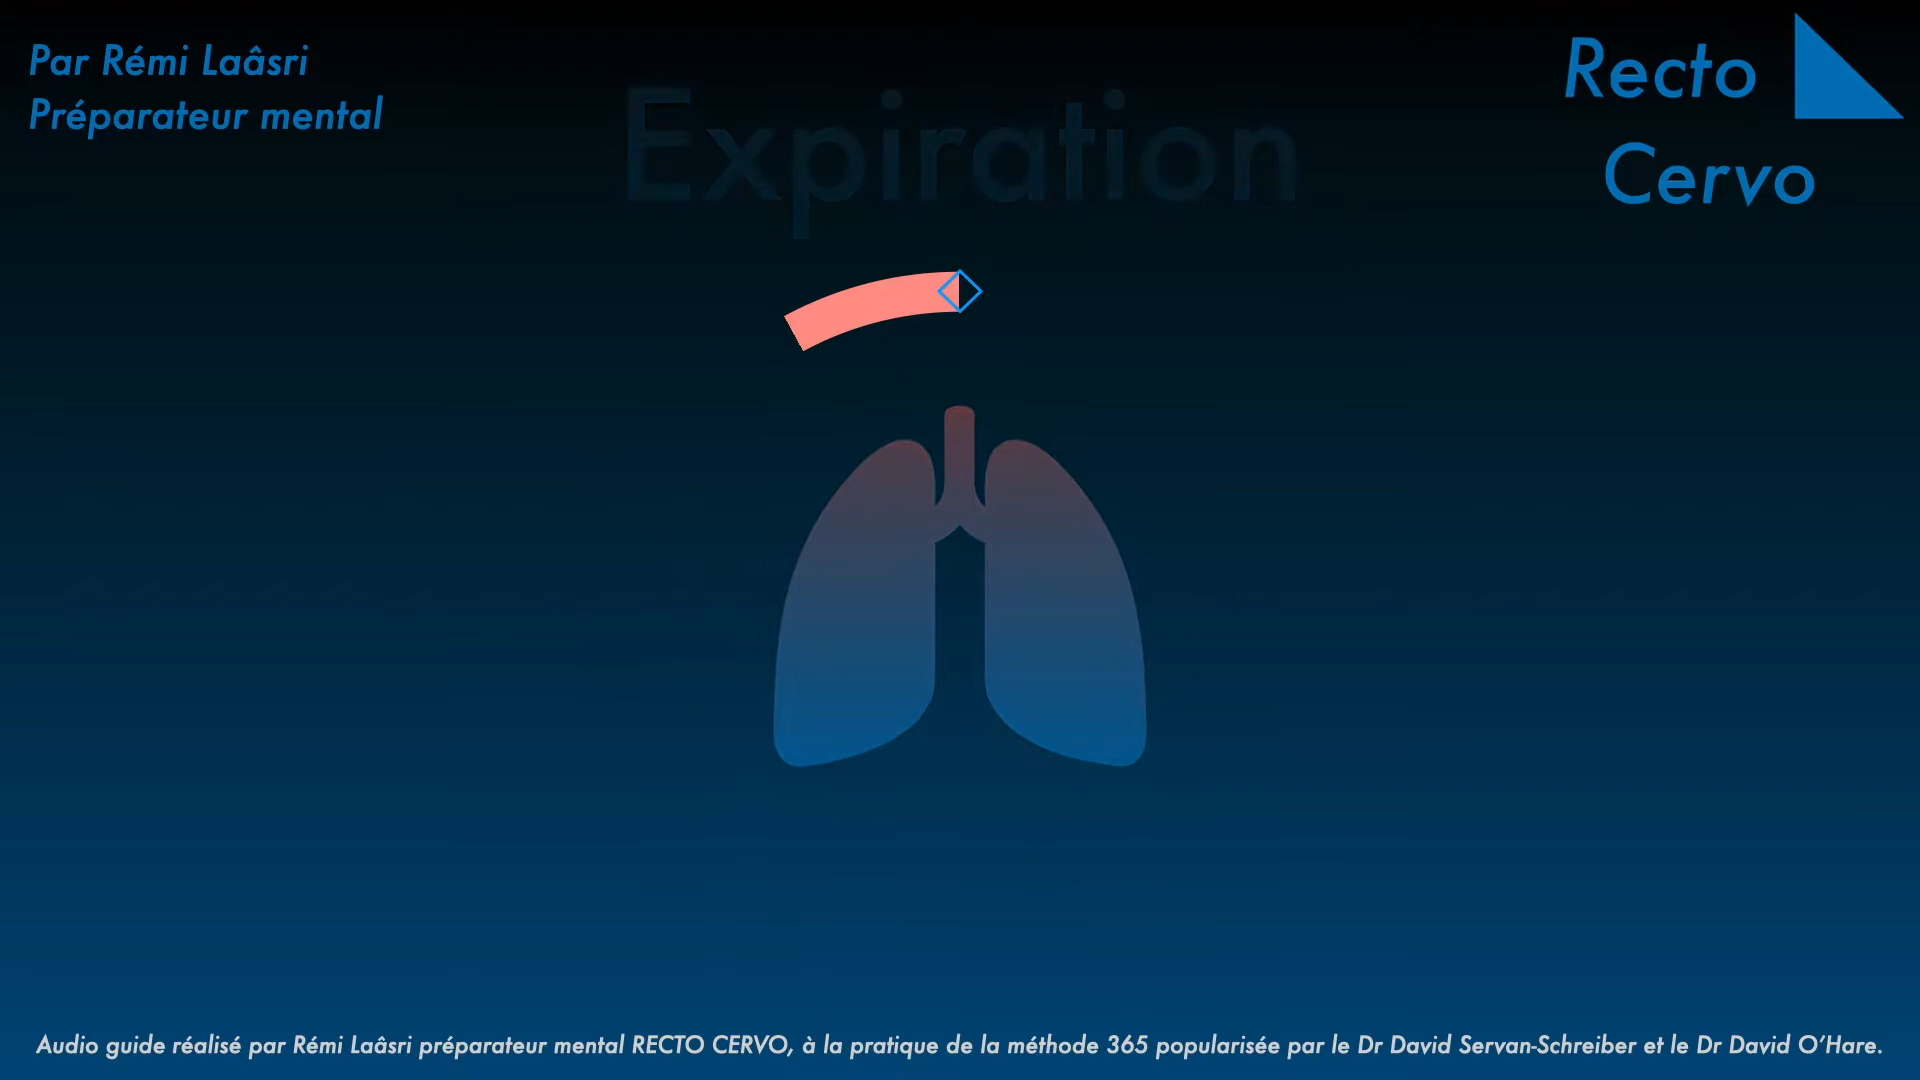 Par Rémi Laâsri
Préparateur mental
Recto
Cervo
Expiration
Audio guide réalisé par Rémi Laâsri préparateur mental RECTO CERVO, à la pratique de la méthode 365 popularisée par le Dr David Servan-Schreiber et le Dr David O’Hare.